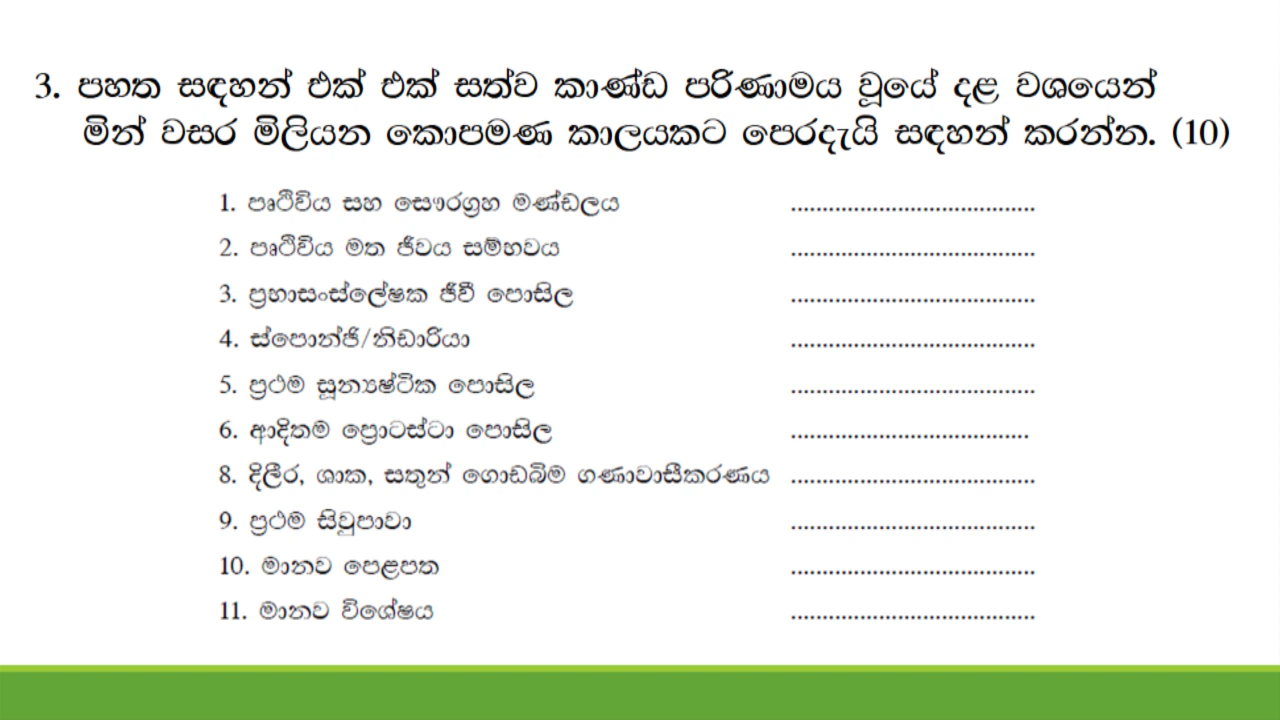 3. පහත සඳහන් එක් එක් සත්ව කාණ්ඩ පරිණාමය වූයේ දළ වශයෙන්
මින් වසර මිලියන කොපමණ කාලයකට පෙරදැයි සඳහන් කරන්න. (10)
1. පෘථිවිය සහ සෞරග්‍රහ මණ්ඩලය .......................................
2. පෘථිවිය මත ජීවය සම්භවය .......................................
3. ප්‍රභාසංස්ලේෂක ජීවී පොසිල .......................................
4. ස්පොන්ජි/නිඩාරියා .......................................
5. ප්‍රථම සූන්‍යෂ්ටික පොසිල .......................................
6. ආදිතම ප්‍රොටස්ටා පොසිල ......................................
8. දිලීර, ශාක, සතුන් ගොඩබිම ගණාවාසීකරණය .......................................
9. ප්‍රථම සිවුපාවා .......................................
10. මානව පෙළපත .......................................
11. මානව විශේෂය .......................................